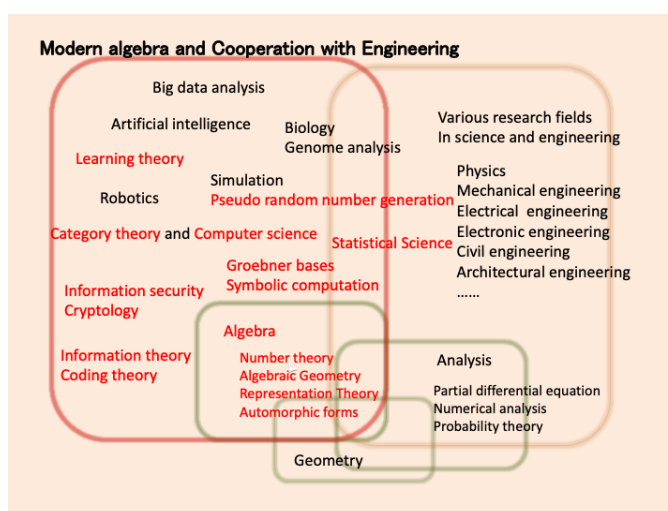 Modern algebra and Cooperation with Engineering
Big data analysis
Artificial intelligence
Biology
Genome analysis
Learning theory
Simulation
Robotics
Pseudo random number generation
Category theory and Computer science
Statistical Science
Groebner bases
Symbolic computation
Information security
Cryptology
Information theory
Coding theory
Various research fields
In science and engineering
Physics
Mechanical engineering
Electrical engineering
Electronic engineering
Civil engineering
Architectural engineering
......
Algebra
Number theory
Algebraic Geometry
Representation Theory
Automorphic forms
Analysis
Partial differential equation
Numerical analysis
Probability theory
Geometry